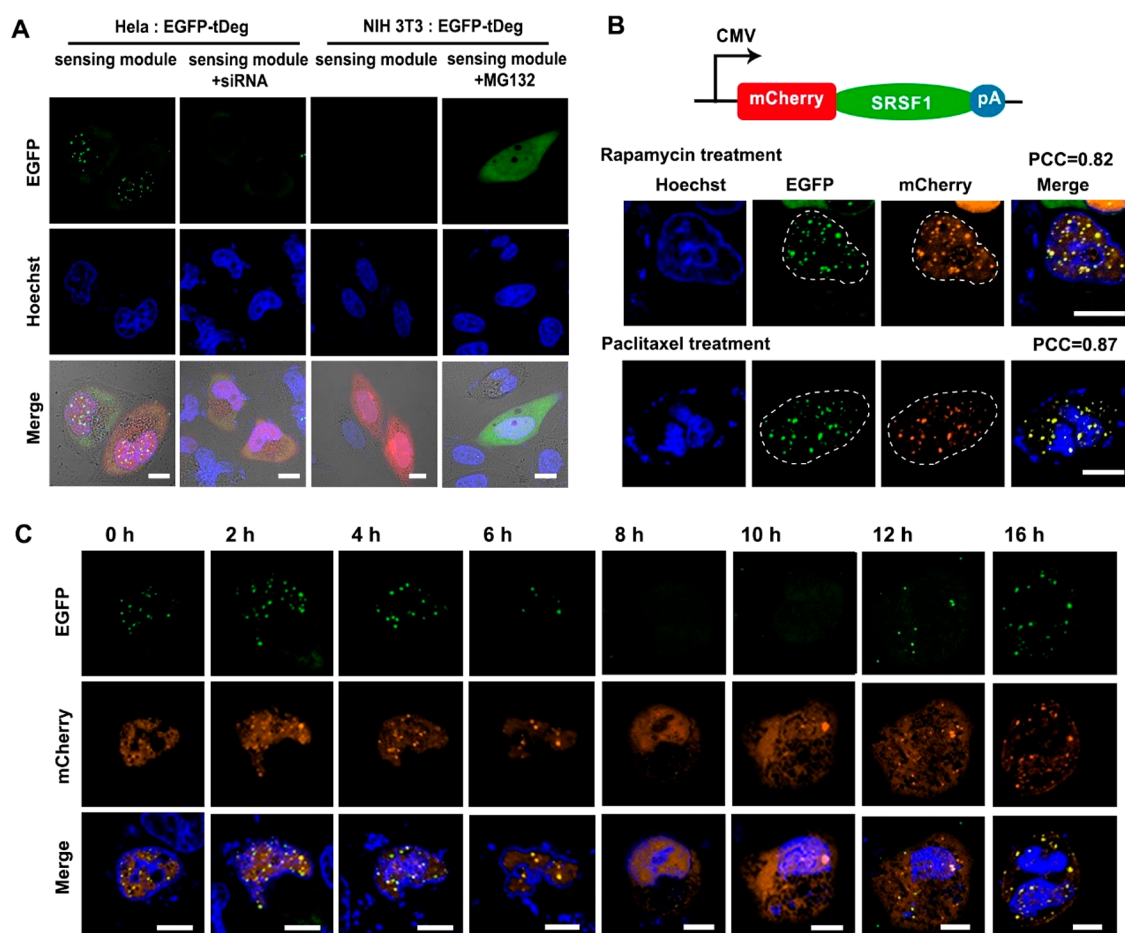 A
Hela : EGFP-tDeg
NIH 3T3 : EGFP-tDeg
sensing module
sensing module
+siRNA
sensing module
sensing module
+MG132
EGFP
Hoechst
Merge
B
CMV
mCherry
SRSF1
pA
Rapamycin treatment
PCC=0.82
Hoechst
EGFP
mCherry
Merge
Paclitaxel treatment
PCC=0.87
C
0 h
2 h
4 h
6 h
8 h
10 h
12 h
16 h
EGFP
mCherry
Merge